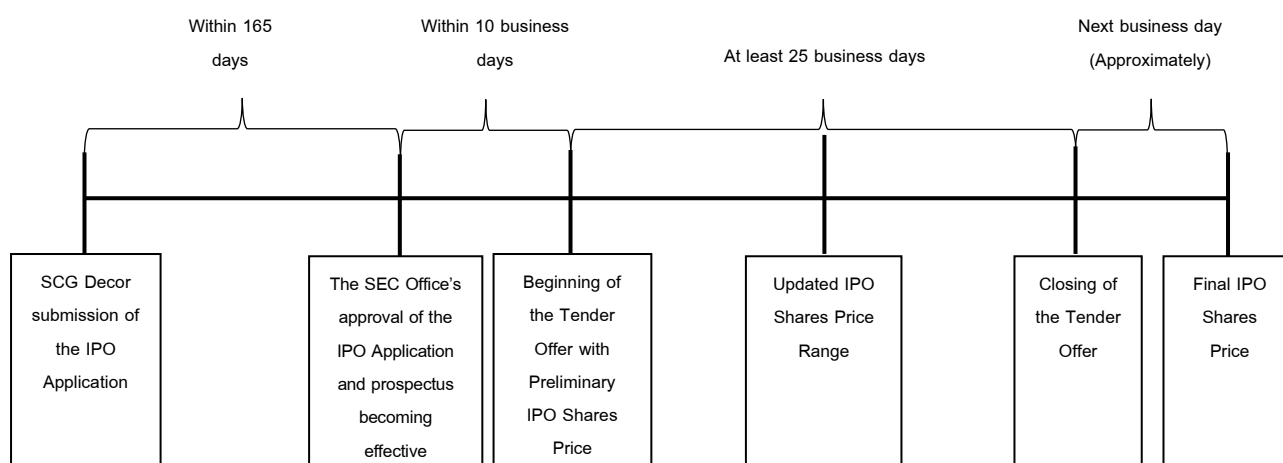 Within 165
days
Within 10 business
days
At least 25 business days
Next business day
(Approximately)
SCG Decor
submission of
the IPO
Application
The SEC Office’s
approval of the
IPO Application
and prospectus
becoming
effective
Beginning of
the Tender
Offer with
Preliminary
IPO Shares
Price
Updated IPO
Shares Price
Range
Closing of
the Tender
Offer
Final IPO
Shares
Price